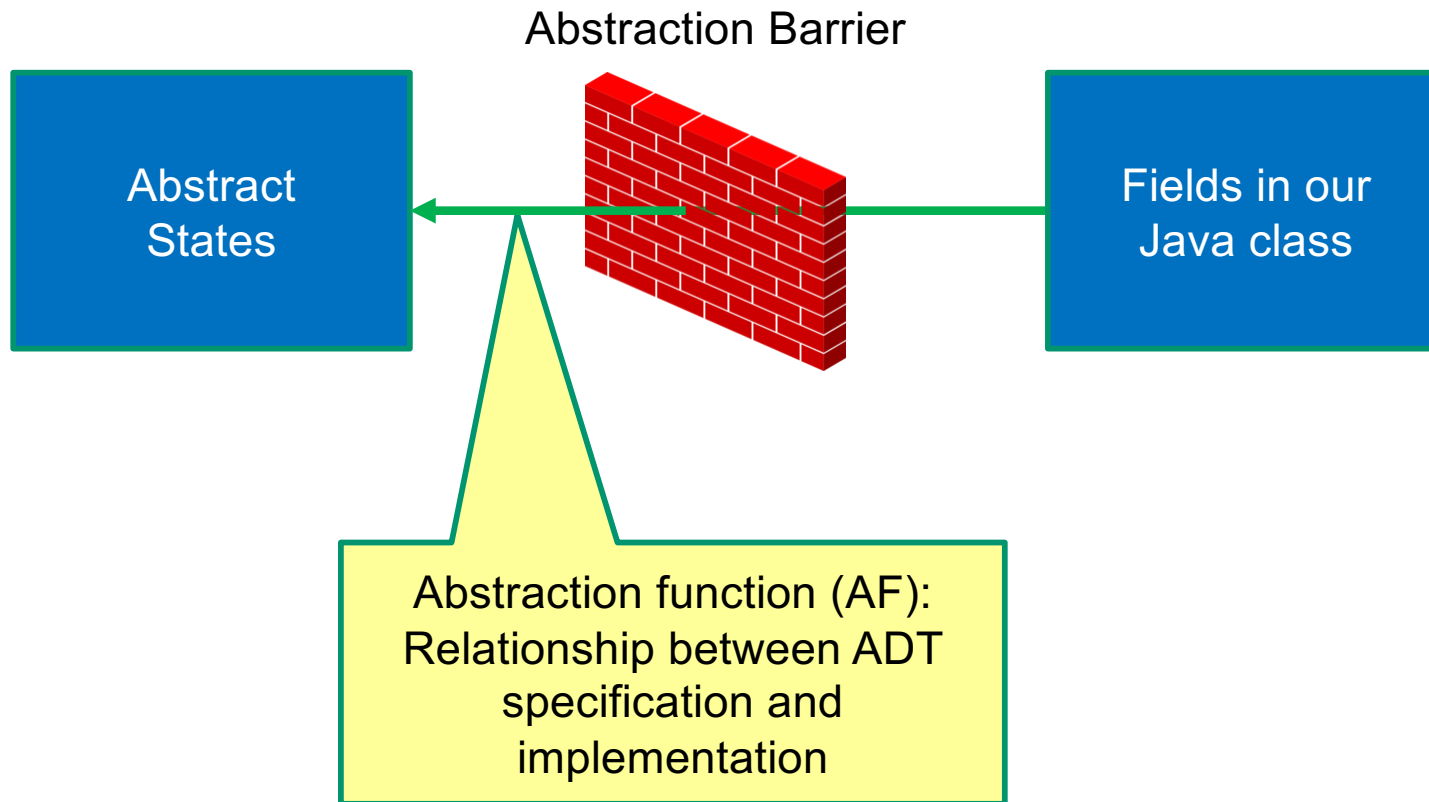 Abstraction Barrier
Abstract
States
Fields in our
Java class
Abstraction function (AF):
Relationship between ADT
specification and
implementation